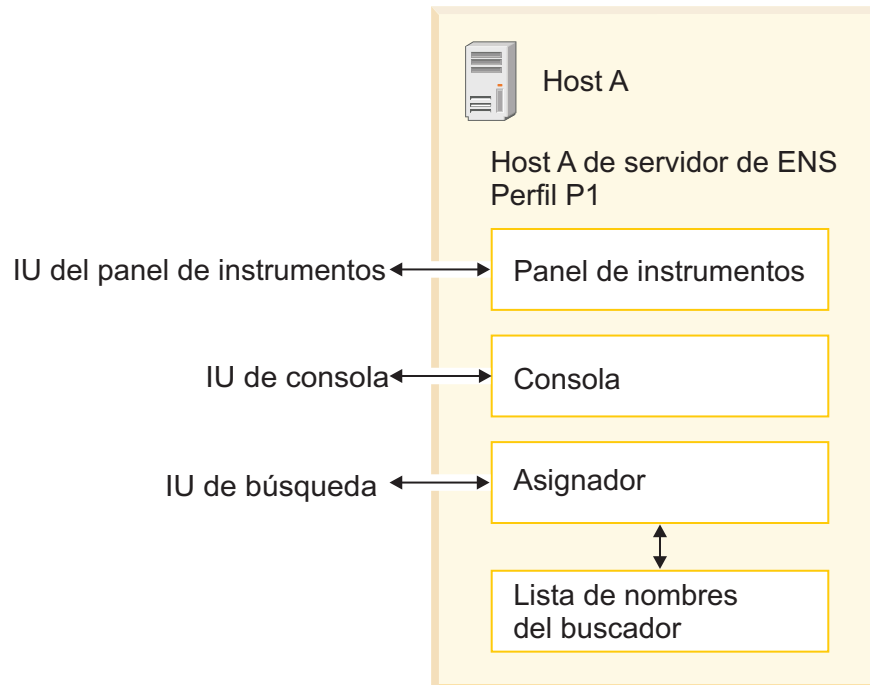 Host A
Host A de servidor de ENS
Perfil P1
IU del panel de instrumentos
Panel de instrumentos
IU de consola
Consola
IU de búsqueda
Asignador
Lista de nombres
del buscador